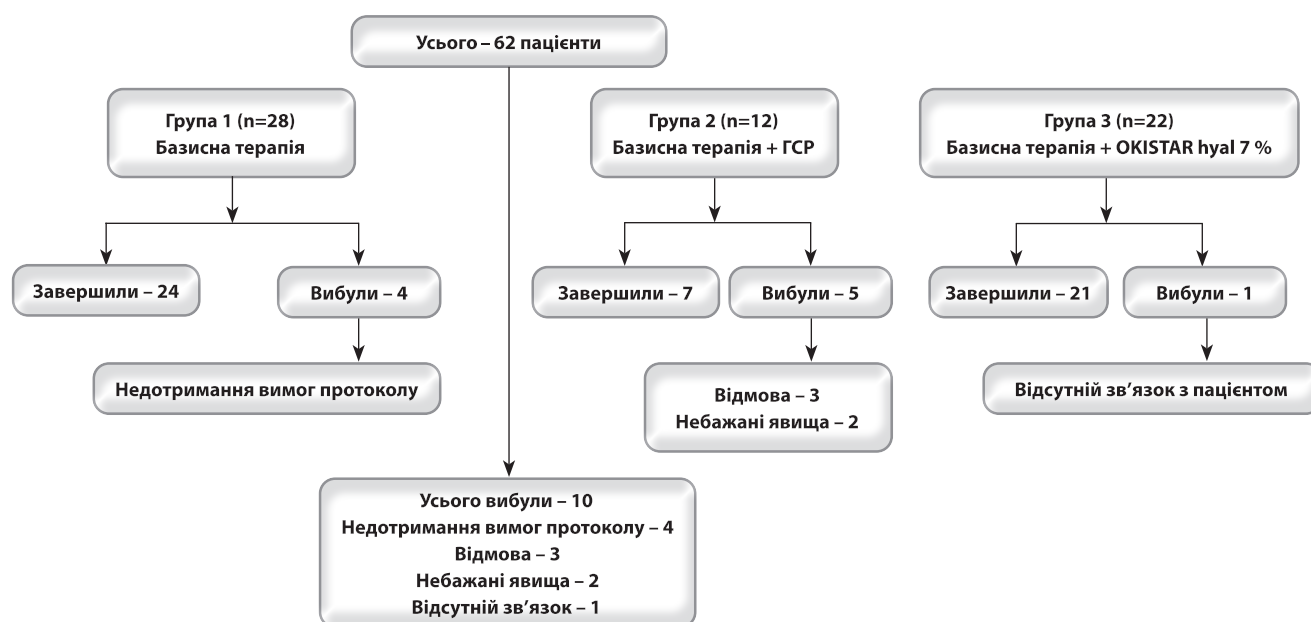 Усього – 62 пацієнти
Група 1 (n=28)
Базисна терапія
Група 2 (n=12)
Базисна терапія + ГСР
Група 3 (n=22)
Базисна терапія + OKISTAR hyal 7 %
Завершили – 24
Вибули – 4
Завершили – 7
Вибули – 5
Завершили – 21
Вибули – 1
Недотримання вимог протоколу
Відмова – 3
Небажані явища – 2
Відсутній зв’язок з пацієнтом
Усього вибули – 10
Недотримання вимог протоколу – 4
Відмова – 3
Небажані явища – 2
Відсутній зв’язок – 1